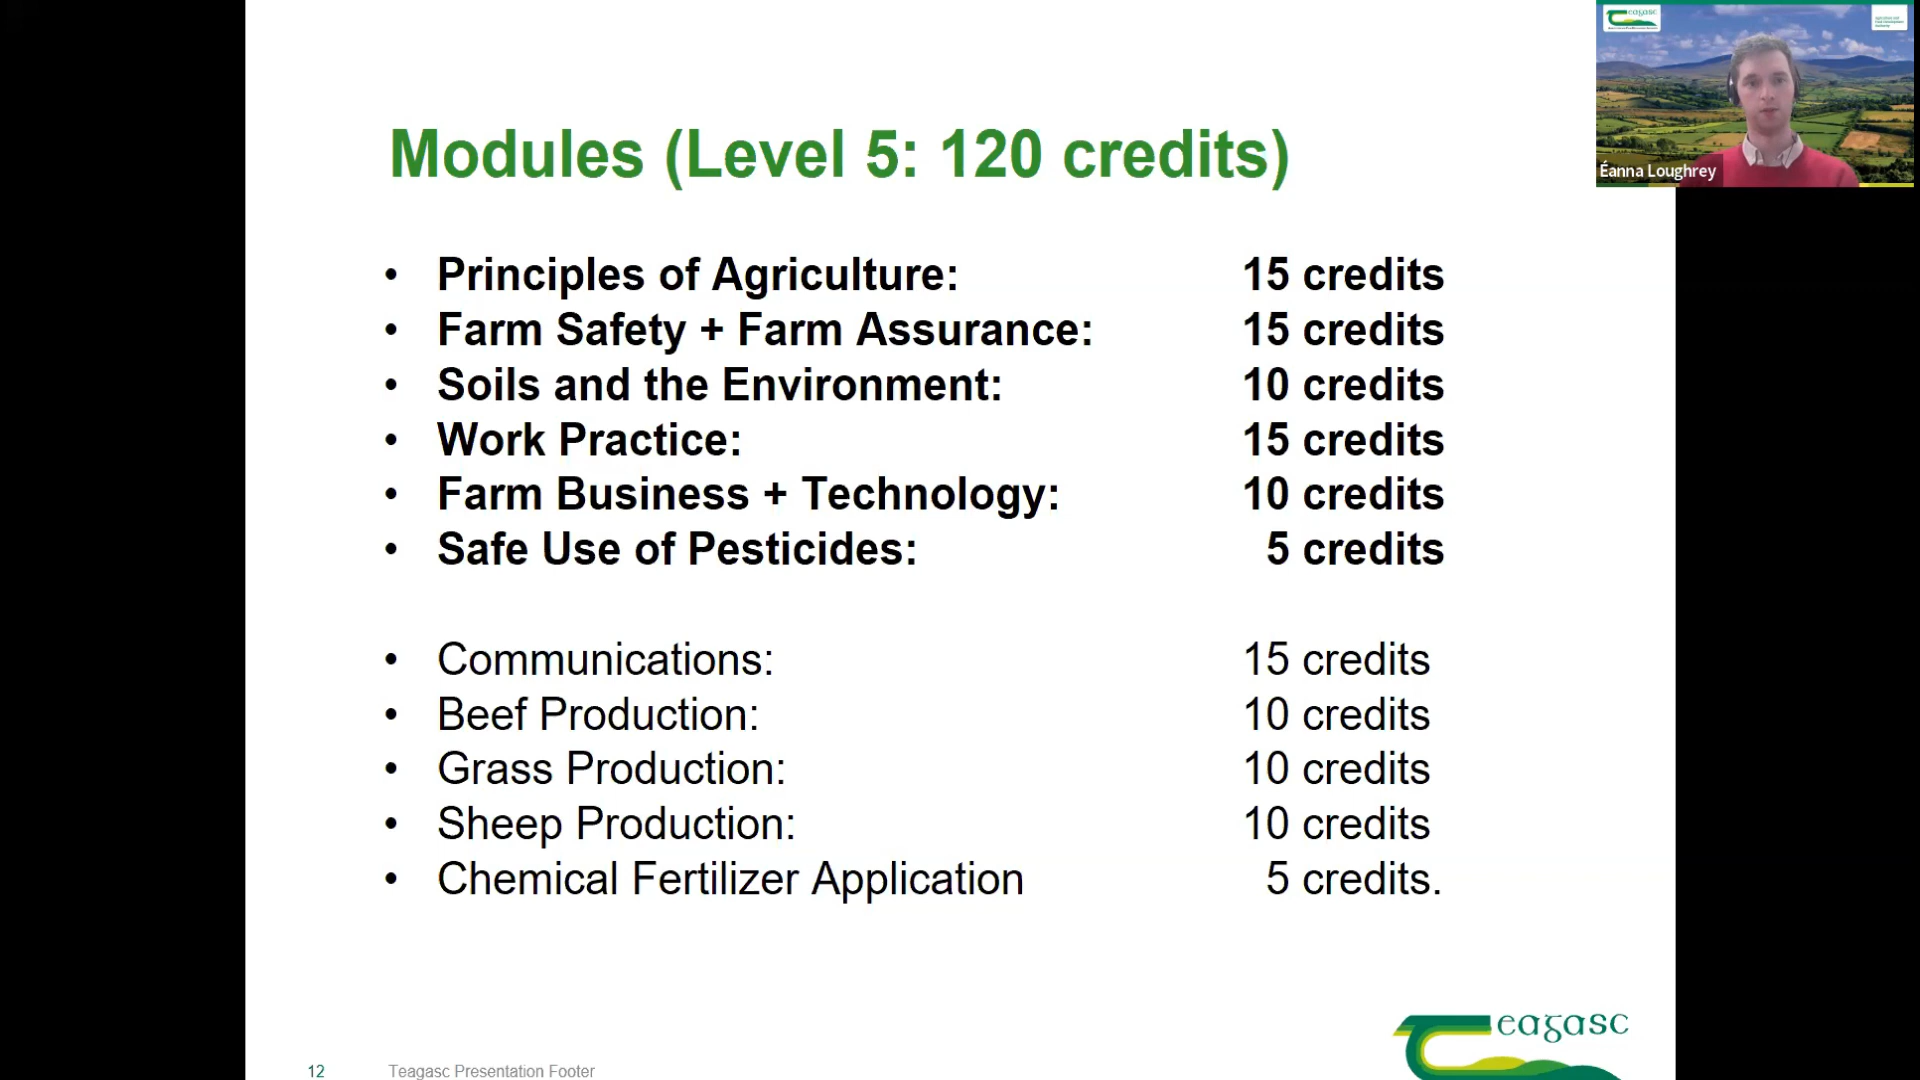 Modules (Level 5: 120 credits)
• Principles of Agriculture: 15 credits
• Farm Safety + Farm Assurance: 15 credits
• Soils and the Environment: 10 credits
• Work Practice: 15 credits
• Farm Business + Technology: 10 credits
• Safe Use of Pesticides: 5 credits
• Communications: 15 credits
• Beef Production: 10 credits
• Grass Production: 10 credits
• Sheep Production: 10 credits
• Chemical Fertilizer Application 5 credits.
12 Teagasc Presentation Footer
Teagasc
Teagasc
Éanna Loughrey